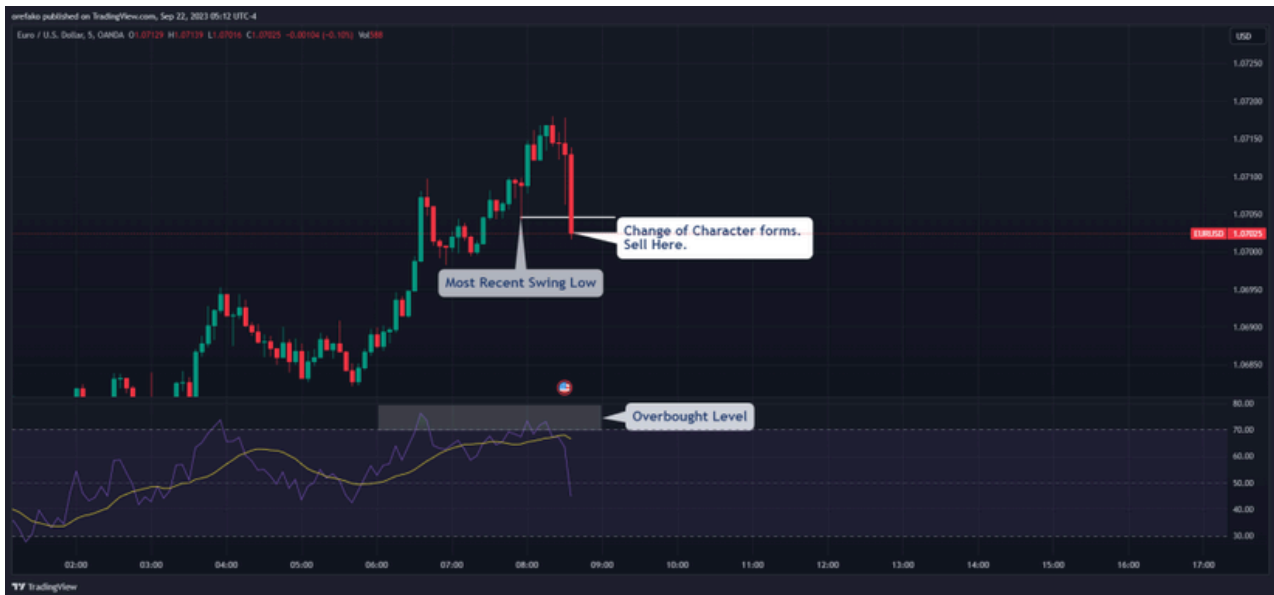 orefako published on TradingView.com, Sep 22, 2023 05:12 UTC-4
Euro / U.S. Dollar, 5, OANDA O1.07129 H1.07139 L1.07016 C1.07025 −0.00104 (−0.10%) Vol588
USD
1.07250
1.07200
1.07150
1.07100
1.07050
Change of Character forms.
Sell Here.
EURUSD 1.07025
1.07000
Most Recent Swing Low
1.06950
1.06900
1.06850
80.00
Overbought Level
70.00
60.00
50.00
40.00
30.00
02:00 03:00 04:00 05:00 06:00 07:00 08:00 09:00 10:00 11:00 12:00 13:00 14:00 15:00 16:00 17:00
TradingView